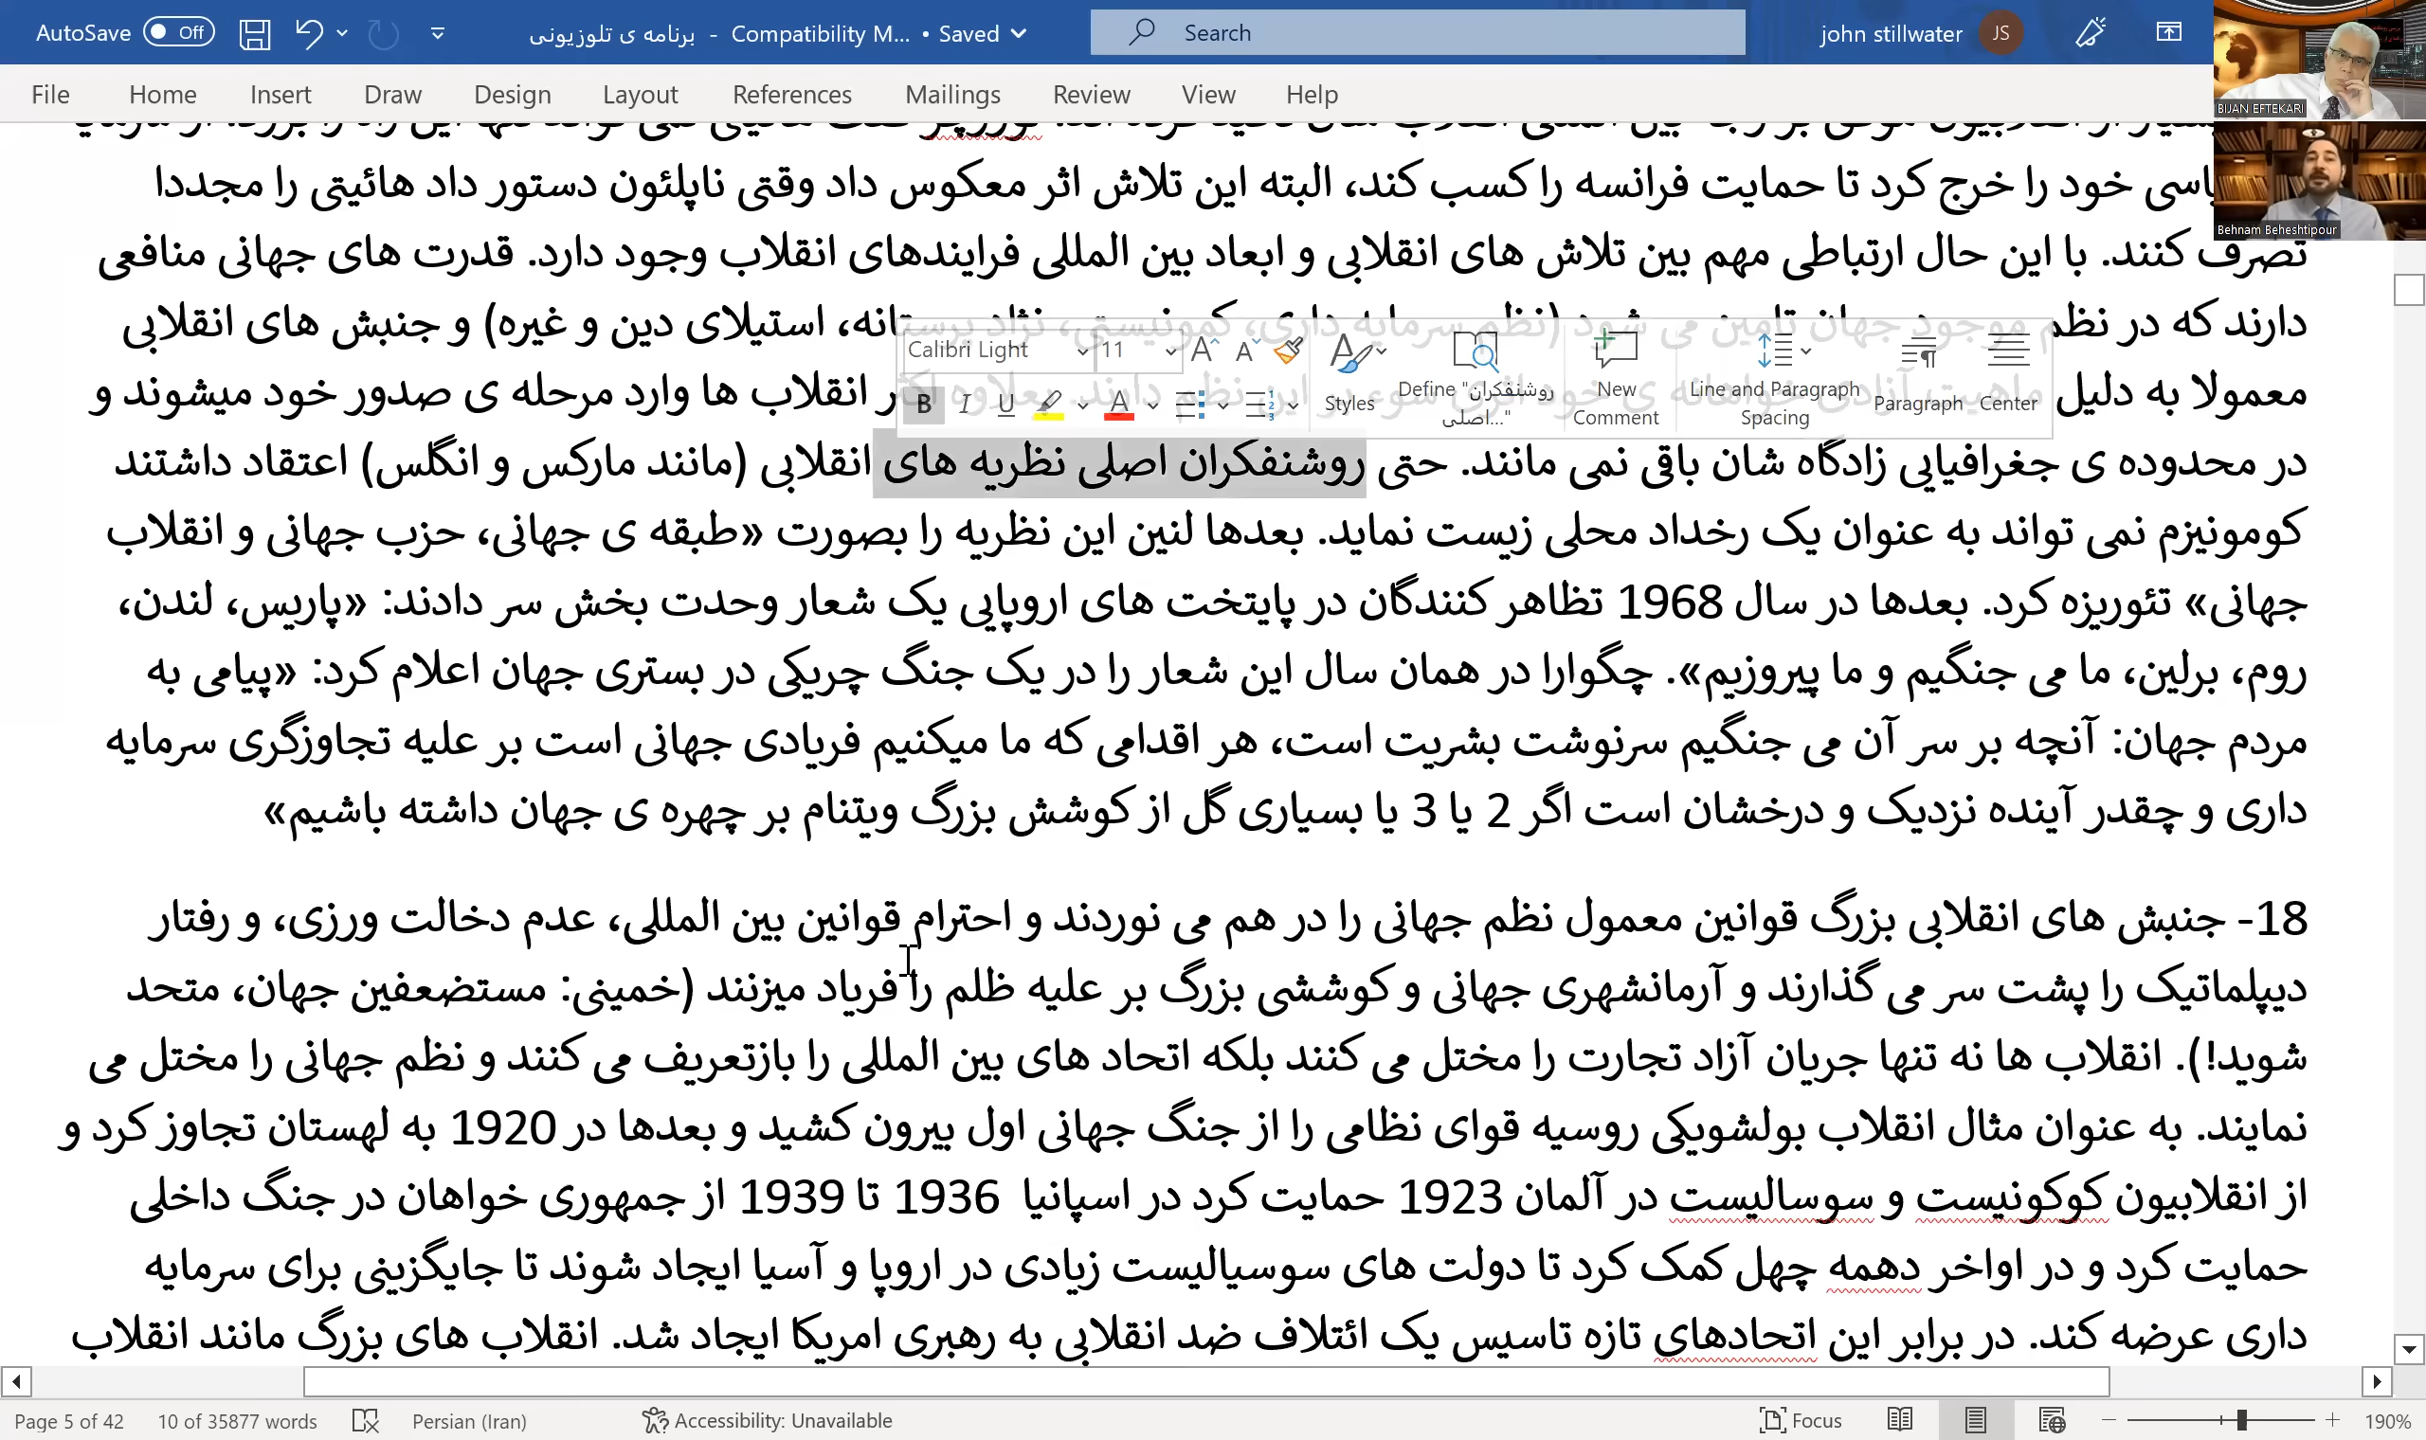 AutoSave Off برنامه ی تلوزیونی - Compatibility M... • Saved Search john stillwater JS
File Home Insert Draw Design Layout References Mailings Review View Help
BIJAN EFTEKARI
Behnam Beheshtipour
اسی خود را خرج کرد تا حمایت فرانسه را کسب کند، البته این تلاش اثر معکوس داد وقتی ناپلئون دستور داد هائیتی را مجددا
تصرف کنند. با این حال ارتباطی مهم بین تلاش های انقلابی و ابعاد بین المللی فرایندهای انقلاب وجود دارد. قدرت های جهانی منافعی
دارند که در نظم موجود جهان تامین می شود (نظم سرمایه داری، کمونیستی، نژاد پرستانه، استیلای دین و غیره) و جنبش های انقلابی
معمولا به دلیل ماهیت آزادی خواهانه ی خود این نظم دارند. بعلاوه اکثر انقلاب ها وارد مرحله ی صدور خود میشوند و
Calibri Light 11
Styles Define "روشنفکران اصلی..." New Comment Line and Paragraph Spacing Paragraph Center
در محدوده ی جغرافیایی زادگاه شان باقی نمی مانند. حتی روشنفکران اصلی نظریه های انقلابی (مانند مارکس و انگلس) اعتقاد داشتند
کومونیزم نمی تواند به عنوان یک رخداد محلی زیست نماید. بعدها لنین این نظریه را بصورت «طبقه ی جهانی، حزب جهانی و انقلاب
جهانی» تئوریزه کرد. بعدها در سال 1968 تظاهر کنندگان در پایتخت های اروپایی یک شعار وحدت بخش سر دادند: «پاریس، لندن،
روم، برلین، ما می جنگیم و ما پیروزیم». چگوارا در همان سال این شعار را در یک جنگ چریکی در بستری جهان اعلام کرد: «پیامی به
مردم جهان: آنچه بر سر آن می جنگیم سرنوشت بشریت است، هر اقدامی که ما میکنیم فریادی جهانی است بر علیه تجاوزگری سرمایه
داری و چقدر آینده نزدیک و درخشان است اگر 2 یا 3 یا بسیاری گل از کوشش بزرگ ویتنام بر چهره ی جهان داشته باشیم»
18- جنبش های انقلابی بزرگ قوانین معمول نظم جهانی را در هم می نوردند و احترام قوانین بین المللی، عدم دخالت ورزی، و رفتار
دیپلماتیک را پشت سر می گذارند و آرمانشهری جهانی و کوششی بزرگ بر علیه ظلم را فریاد میزنند (خمینی: مستضعفین جهان، متحد
شوید!). انقلاب ها نه تنها جریان آزاد تجارت را مختل می کنند بلکه اتحاد های بین المللی را بازتعریف می کنند و نظم جهانی را مختل می
نمایند. به عنوان مثال انقلاب بولشویکی روسیه قوای نظامی را از جنگ جهانی اول بیرون کشید و بعدها در 1920 به لهستان تجاوز کرد و
از انقلابیون کوکونیست و سوسالیست در آلمان 1923 حمایت کرد در اسپانیا 1936 تا 1939 از جمهوری خواهان در جنگ داخلی
حمایت کرد و در اواخر دهمه چهل کمک کرد تا دولت های سوسیالیست زیادی در اروپا و آسیا ایجاد شوند تا جایگزینی برای سرمایه
داری عرضه کند. در برابر این اتحادهای تازه تاسیس یک ائتلاف ضد انقلابی به رهبری امریکا ایجاد شد. انقلاب های بزرگ مانند انقلاب
Page 5 of 42 10 of 35877 words Persian (Iran) Accessibility: Unavailable Focus 190%